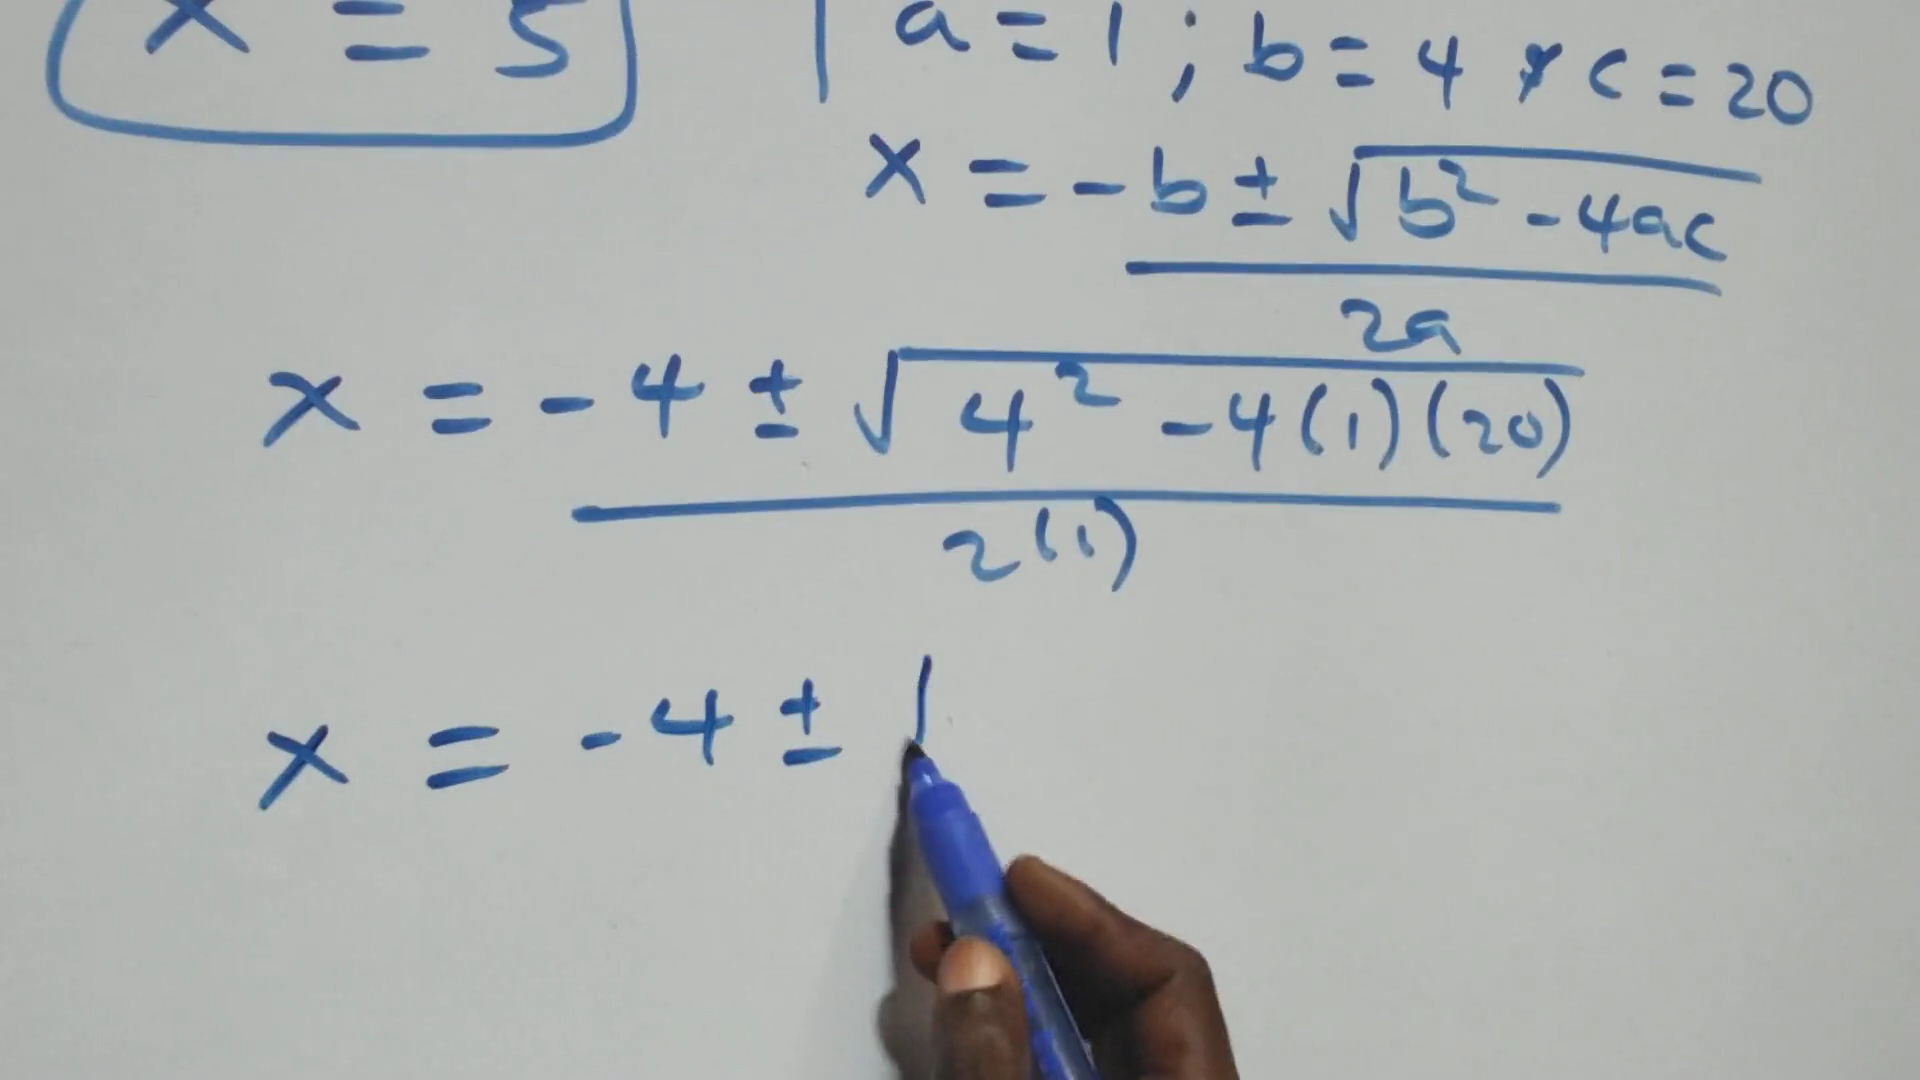 x = 5
a = 1 ; b = 4 & c = 20
x = -b ± √b² - 4ac
2a
x = -4 ± √4² - 4(1)(20)
2(1)
x = -4 ±